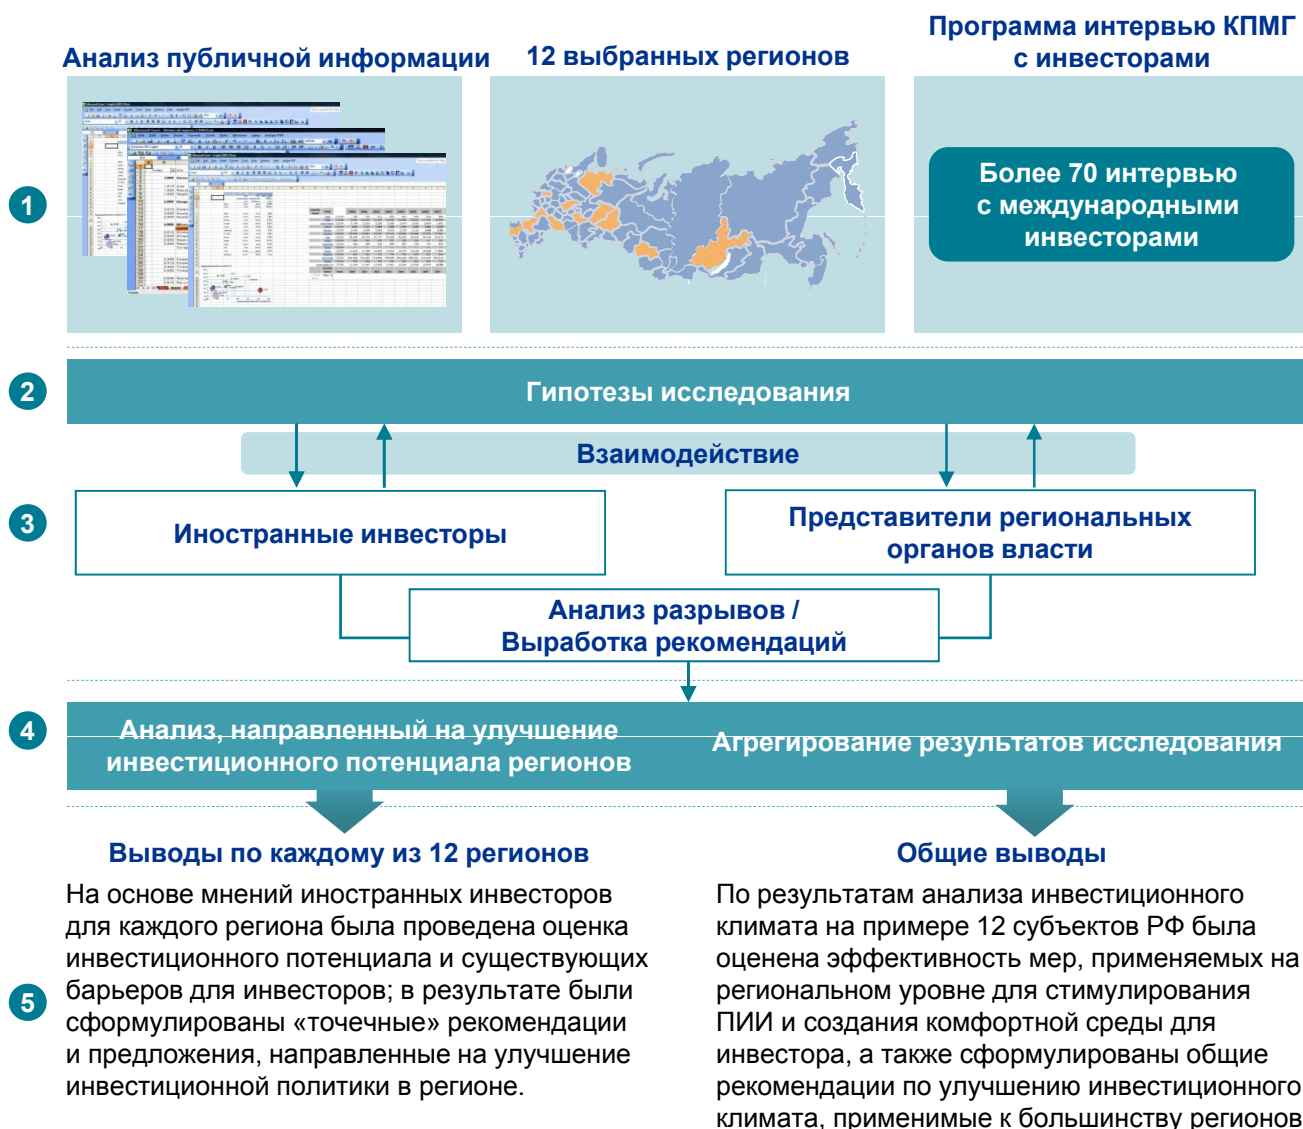 Анализ публичной информации
12 выбранных регионов
Программа интервью КПМГ
с инвесторами
1
Более 70 интервью
с международными
инвесторами
2
Гипотезы исследования
Взаимодействие
3
Иностранные инвесторы
Представители региональных
органов власти
Анализ разрывов /
Выработка рекомендаций
4
Анализ, направленный на улучшение
инвестиционного потенциала регионов
Агрегирование результатов исследования
Выводы по каждому из 12 регионов
На основе мнений иностранных инвесторов
для каждого региона была проведена оценка
инвестиционного потенциала и существующих
барьеров для инвесторов; в результате были
сформулированы «точечные» рекомендации
и предложения, направленные на улучшение
инвестиционной политики в регионе.
5
Общие выводы
По результатам анализа инвестиционного
климата на примере 12 субъектов РФ была
оценена эффективность мер, применяемых на
региональном уровне для стимулирования
ПИИ и создания комфортной среды для
инвестора, а также сформулированы общие
рекомендации по улучшению инвестиционного
климата, применимые к большинству регионов